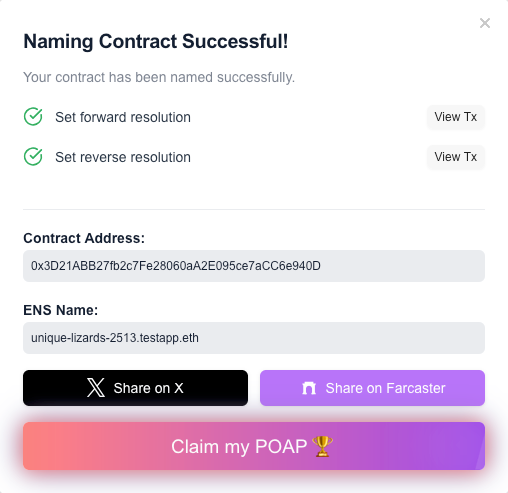 Naming Contract Successful!
Your contract has been named successfully.
Set forward resolution
View Tx
Set reverse resolution
View Tx
Contract Address:
0x3D21ABB27fb2c7Fe28060aA2E095ce7aCC6e940D
ENS Name:
unique-lizards-2513.testapp.eth
Share on X
Share on Farcaster
Claim my POAP 🏆